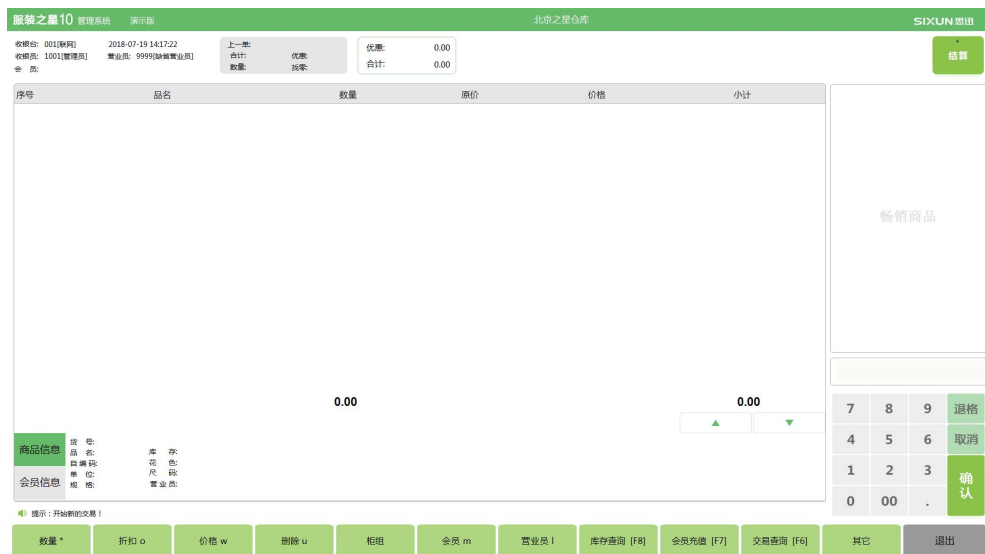 服装之星10 管理系统 演示版 北京之星仓库 SIXUN思迅
收银台: 001[联网] 2018-07-19 14:17:22
收银员: 1001[管理员] 营业员: 9999[缺省营业员]
会 员:
上一单:
合计: 优惠:
数量: 找零:
优惠: 0.00
合计: 0.00
结算
序号 品名 数量 原价 价格 小计
畅销商品
0.00 0.00
▲ ▼
7 8 9 退格
4 5 6 取消
1 2 3 确认
0 00 .
商品信息
会员信息
货 号:
品 名: 库 存:
自编码: 花 色:
单 位: 尺 码:
规 格: 营业员:
提示：开始新的交易！
数量 * 折扣 o 价格 w 删除 u 柜组 会员 m 营业员 l 库存查询 [F8] 会员充值 [F7] 交易查询 [F6] 其它 退出